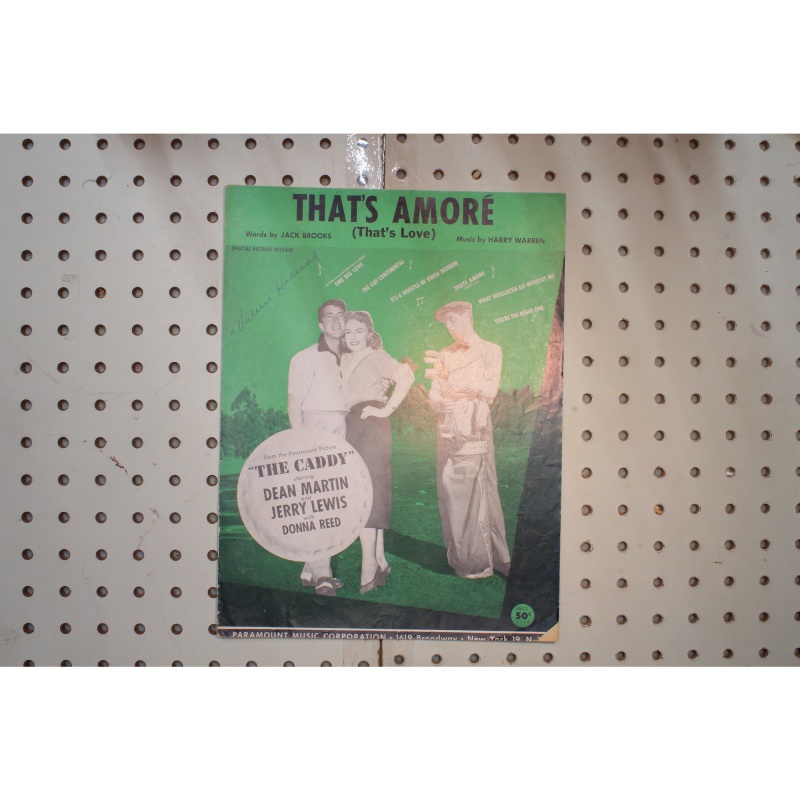 THAT'S AMORÉ
(That's Love)
Words by JACK BROOKS
Music by HARRY WARREN
SPECIAL PICTURE RELEASE
ONE BIG LOVE
THE GAY CONTINENTAL
IT'S A WHISTLE-IN KINDA MORNIN'
THAT'S AMORE
WHAT WOULDCHA DO WITHOUT ME
YOU'RE THE RIGHT ONE
From the Paramount Picture
"THE CADDY"
starring
DEAN MARTIN
and
JERRY LEWIS
with
DONNA REED
PRICE
50¢
PARAMOUNT MUSIC CORPORATION • 1619 Broadway • New York 19, N.